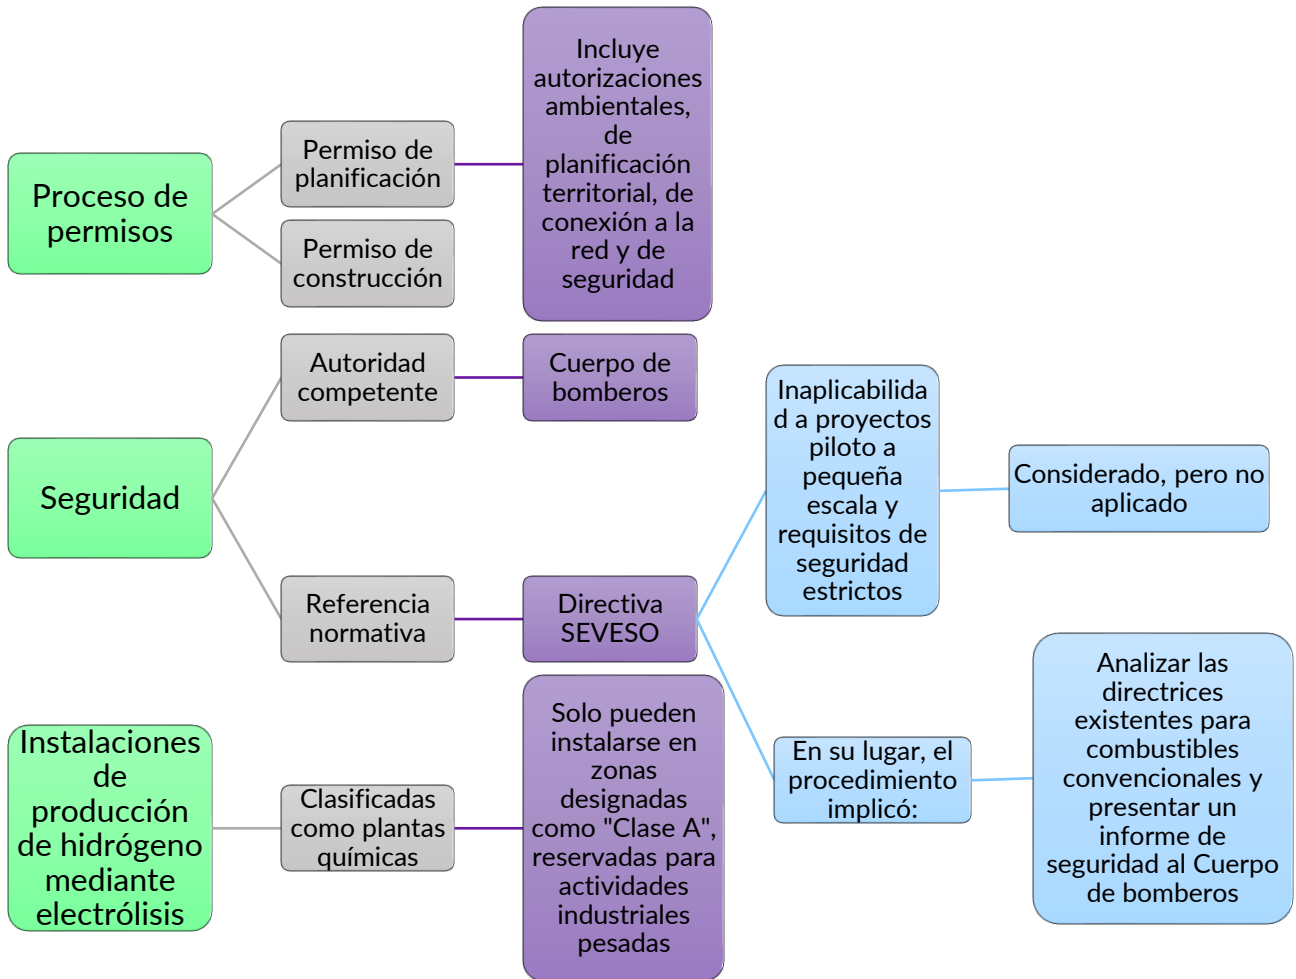 Proceso de
permisos
Permiso de
planificación
Incluye
autorizaciones
ambientales,
de
planificación
territorial, de
conexión a la
red y de
seguridad
Permiso de
construcción
Seguridad
Autoridad
competente
Cuerpo de
bomberos
Referencia
normativa
Directiva
SEVESO
Inaplicabilida
d a proyectos
piloto a
pequeña
escala y
requisitos de
seguridad
estrictos
Considerado, pero no
aplicado
En su lugar, el
procedimiento
implicó:
Analizar las
directrices
existentes para
combustibles
convencionales y
presentar un
informe de
seguridad al Cuerpo
de bomberos
Instalaciones
de
producción
de hidrógeno
mediante
electrólisis
Clasificadas
como plantas
químicas
Solo pueden
instalarse en
zonas
designadas
como "Clase A",
reservadas para
actividades
industriales
pesadas